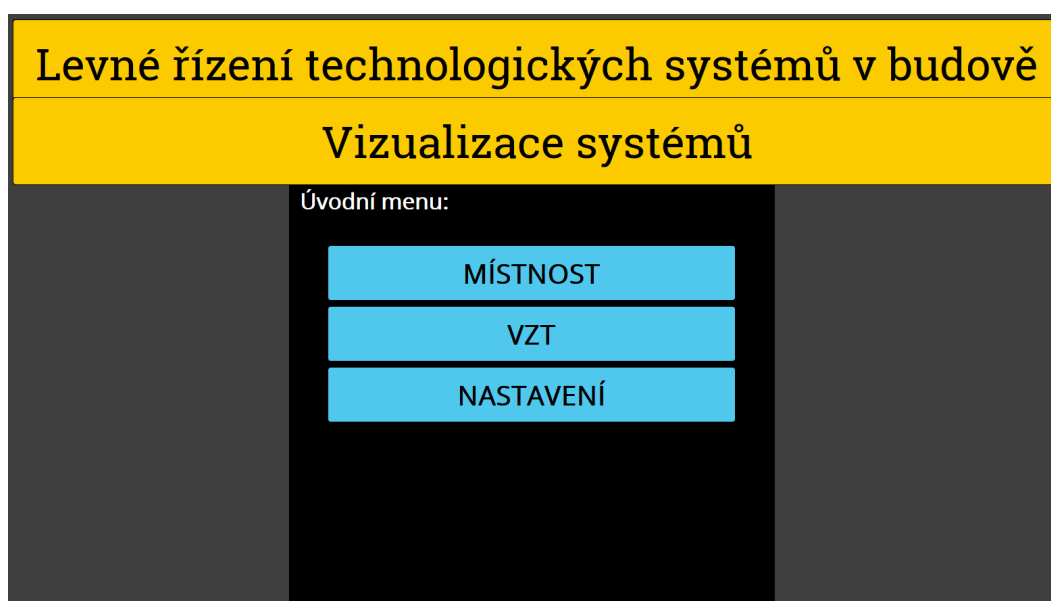 Levné řízení technologických systémů v budově
Vizualizace systémů
Úvodní menu:
MÍSTNOST
VZT
NASTAVENÍ